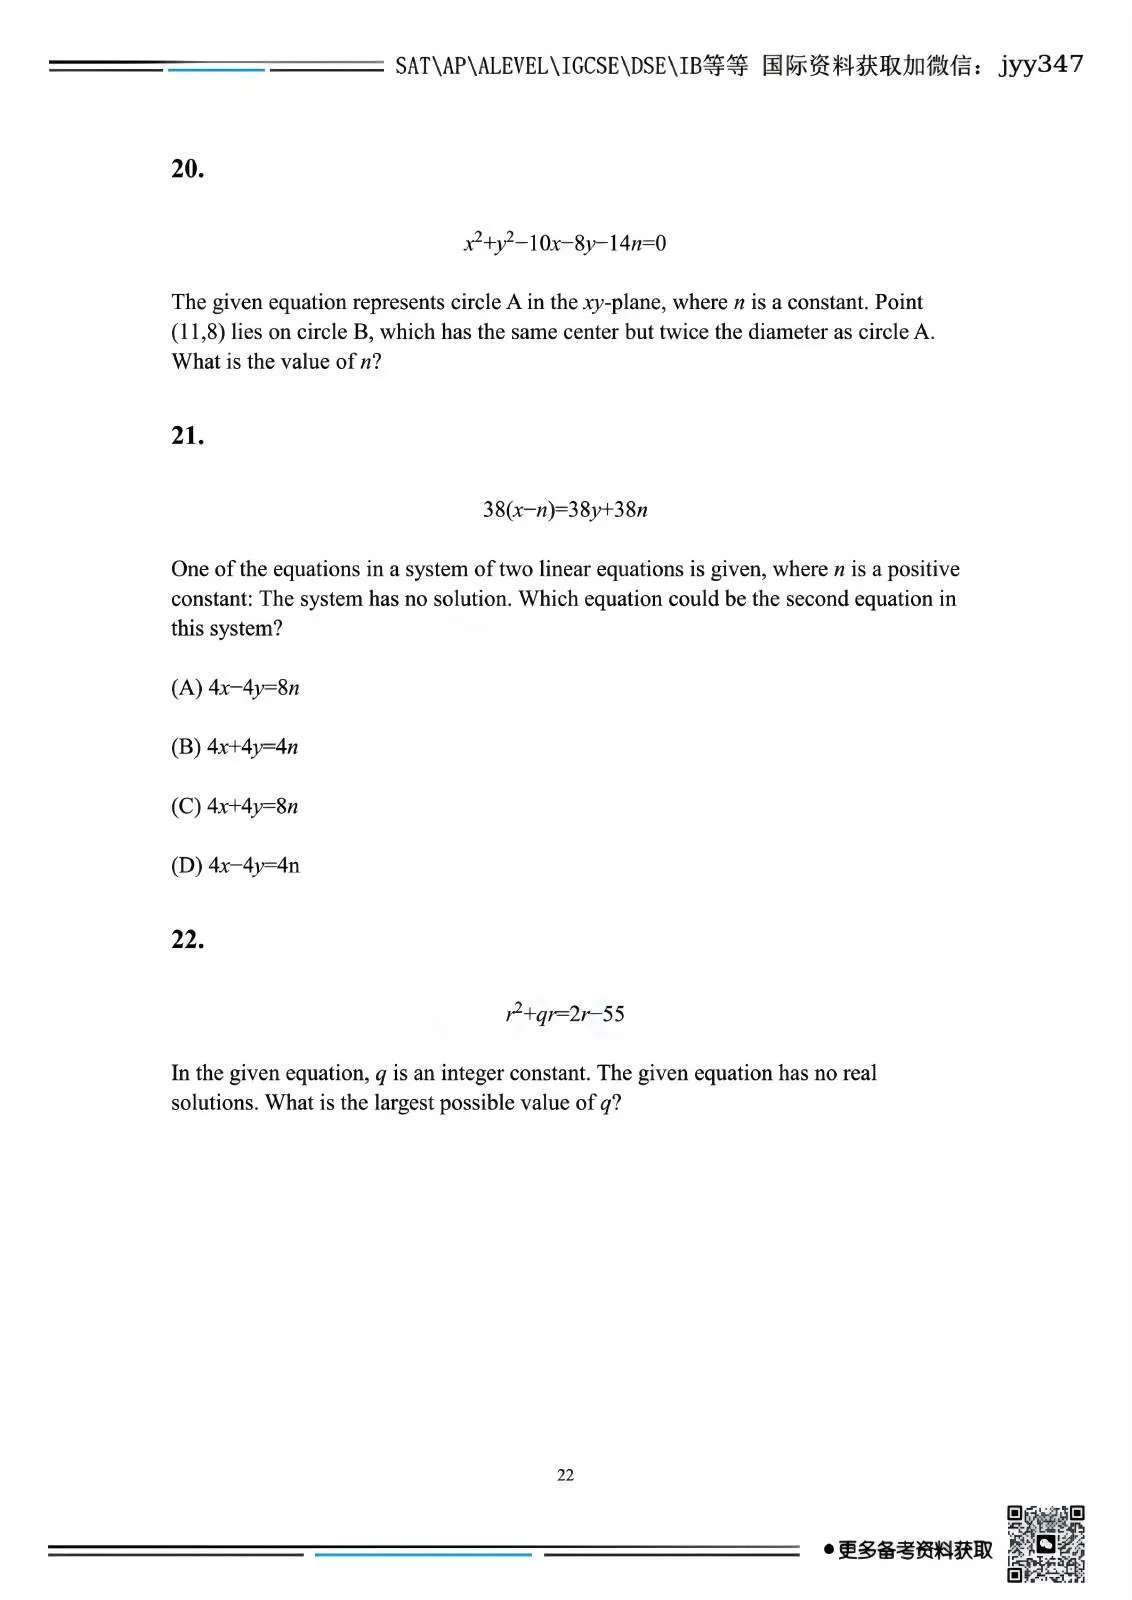 SAT\AP\ALEVEL\IGCSE\DSE\IB等等 国际资料获取加微信：jyy347
20.
x²+y²−10x−8y−14n=0
The given equation represents circle A in the xy-plane, where n is a constant. Point
(11,8) lies on circle B, which has the same center but twice the diameter as circle A.
What is the value of n?
21.
38(x−n)=38y+38n
One of the equations in a system of two linear equations is given, where n is a positive
constant: The system has no solution. Which equation could be the second equation in
this system?
(A) 4x−4y=8n
(B) 4x+4y=4n
(C) 4x+4y=8n
(D) 4x−4y=4n
22.
r²+qr=2r−55
In the given equation, q is an integer constant. The given equation has no real
solutions. What is the largest possible value of q?
22
●更多备考资料获取